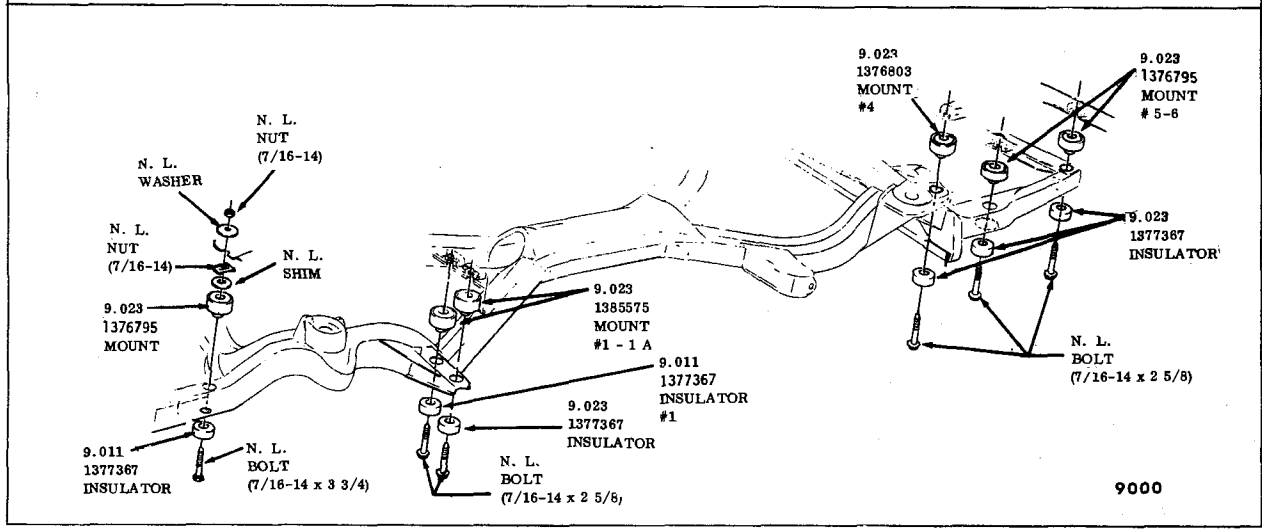 N. L.
NUT
(7/16-14)
N. L.
WASHER
N. L.
NUT
(7/16-14)
N. L.
SHIM
9.023
1376795
MOUNT
9.011
1377367
INSULATOR
N. L.
BOLT
(7/16-14 x 3 3/4)
9.023
1385575
MOUNT
#1 - 1 A
9.011
1377367
INSULATOR
#1
9.023
1377367
INSULATOR
N. L.
BOLT
(7/16-14 x 2 5/8)
9.023
1376803
MOUNT
#4
9.023
1376795
MOUNT
# 5-6
9.023
1377367
INSULATOR
N. L.
BOLT
(7/16-14 x 2 5/8)
9000